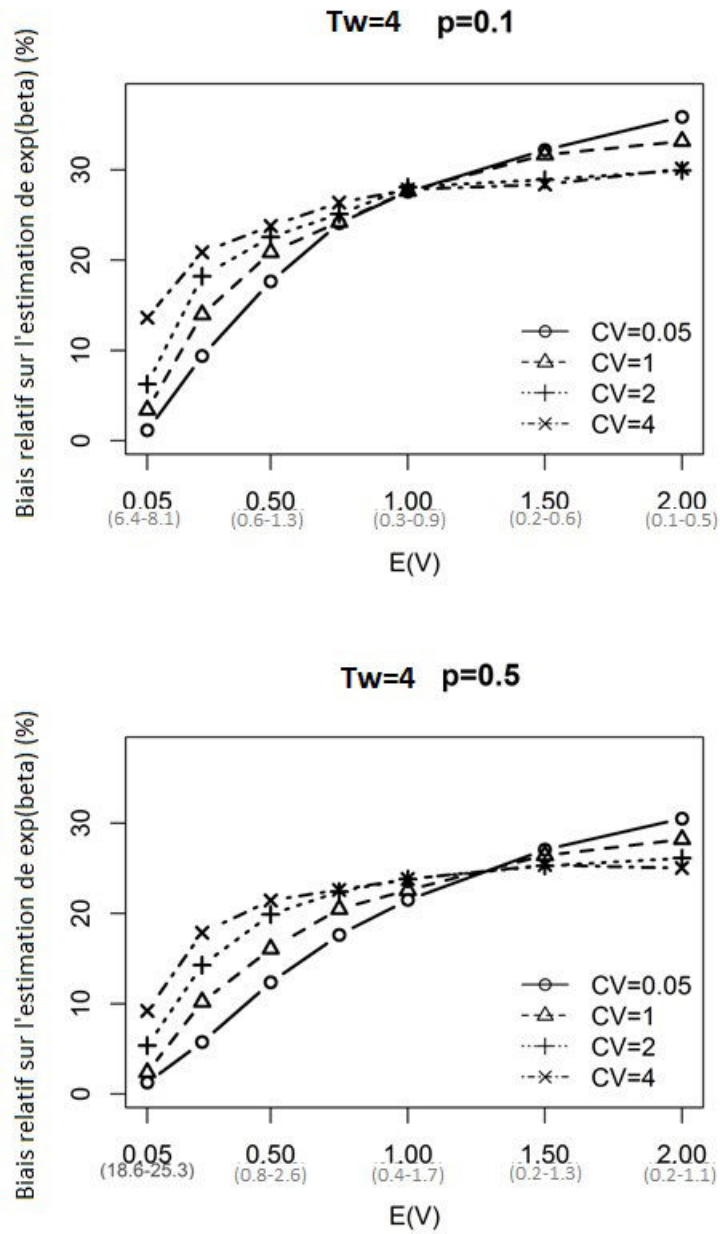 Tw=4 p=0.1
Biais relatif sur l'estimation de exp(beta) (%)
30
20
10
0
CV=0.05
CV=1
CV=2
CV=4
0.05 0.50 1.00 1.50 2.00
(6.4-8.1) (0.6-1.3) (0.3-0.9) (0.2-0.6) (0.1-0.5)
E(V)
Tw=4 p=0.5
Biais relatif sur l'estimation de exp(beta) (%)
30
20
10
0
CV=0.05
CV=1
CV=2
CV=4
0.05 0.50 1.00 1.50 2.00
(18.6-25.3) (0.8-2.6) (0.4-1.7) (0.2-1.3) (0.2-1.1)
E(V)